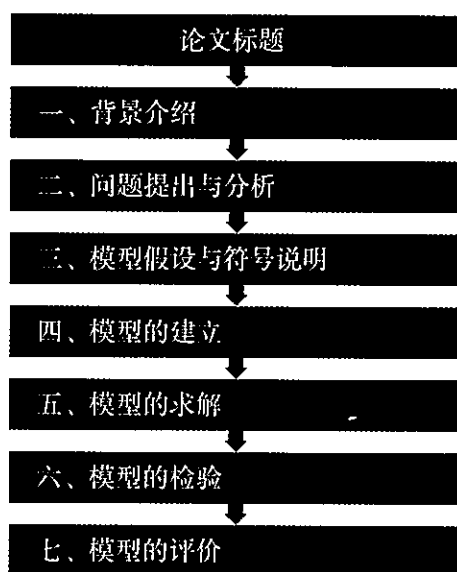 论文标题
一、背景介绍
二、问题提出与分析
三、模型假设与符号说明
四、模型的建立
五、模型的求解
六、模型的检验
七、模型的评价